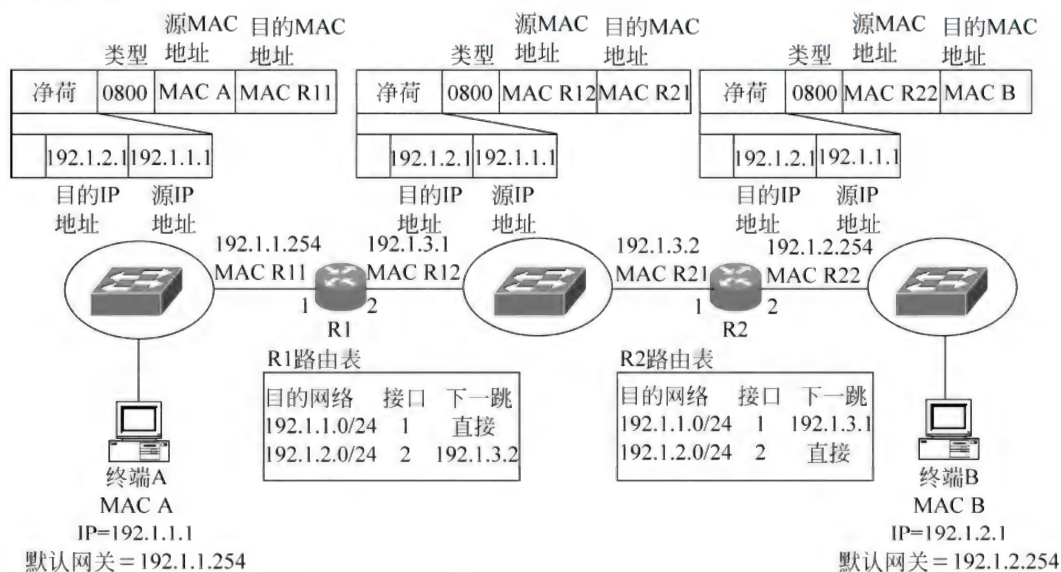 源MAC 目的MAC 源MAC 目的MAC 源MAC 目的MAC
类型 地址 地址 类型 地址 地址 类型 地址 地址
净荷 0800 MAC A MAC R11 净荷 0800 MAC R12 MAC R21 净荷 0800 MAC R22 MAC B
192.1.2.1 192.1.1.1 192.1.2.1 192.1.1.1 192.1.2.1 192.1.1.1
目的IP 源IP 目的IP 源IP 目的IP 源IP
地址 地址 地址 地址 地址 地址
192.1.1.254 192.1.3.1 192.1.3.2 192.1.2.254
MAC R11 MAC R12 MAC R21 MAC R22
1 2 1 2
R1 R2
R1路由表
目的网络 接口 下一跳
192.1.1.0/24 1 直接
192.1.2.0/24 2 192.1.3.2
R2路由表
目的网络 接口 下一跳
192.1.1.0/24 1 192.1.3.1
192.1.2.0/24 2 直接
终端A
MAC A
IP=192.1.1.1
默认网关=192.1.1.254
终端B
MAC B
IP=192.1.2.1
默认网关=192.1.2.254